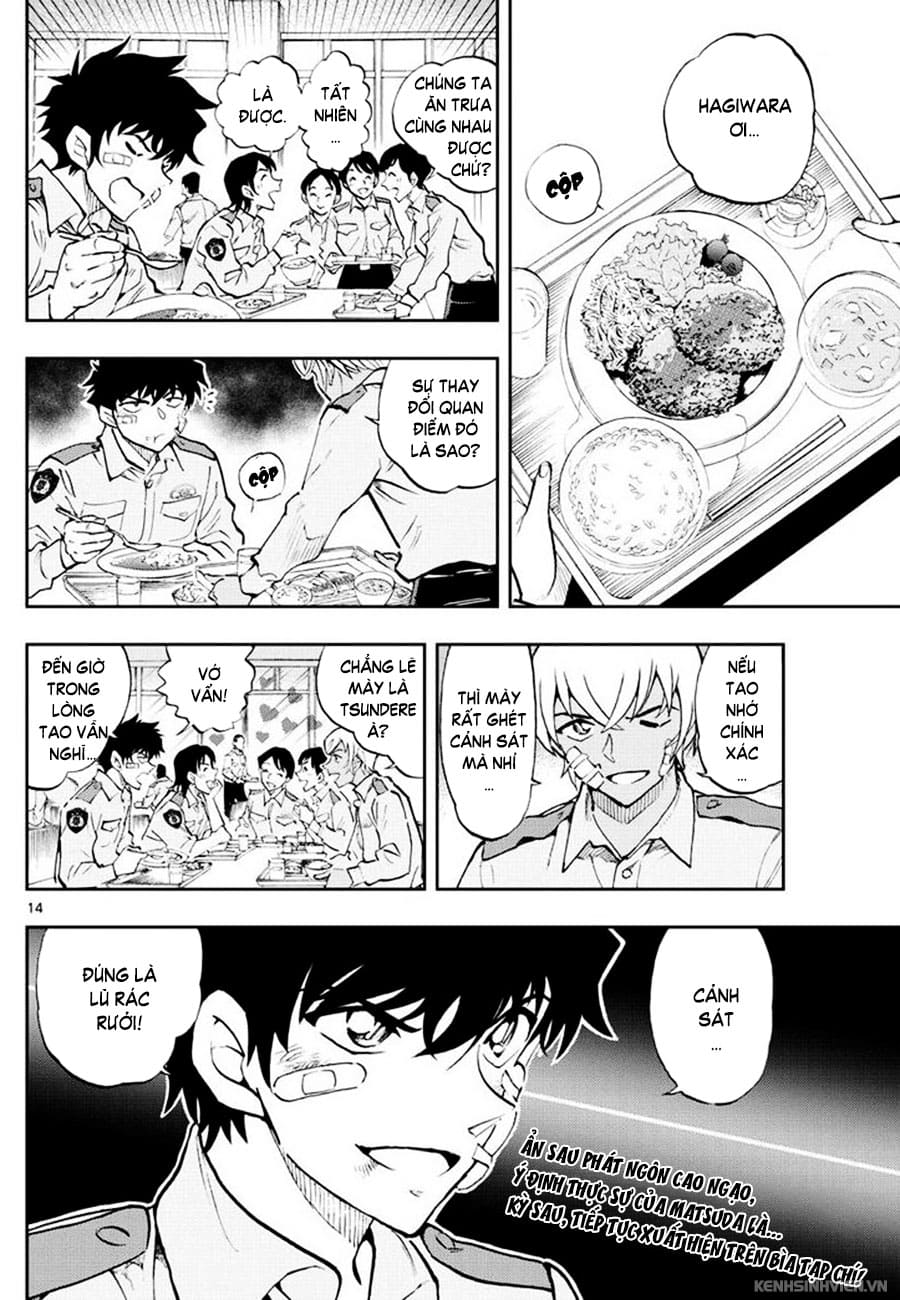 HAGIWARA
ƠI...
CỘP
CHÚNG TA
ĂN TRƯA
CÙNG NHAU
ĐƯỢC
CHỨ?
TẤT
NHIÊN
...
LÀ
ĐƯỢC.
SỰ THAY
ĐỔI QUAN
ĐIỂM ĐÓ
LÀ SAO?
CỘP
NẾU
TAO
NHỚ
CHÍNH
XÁC
...
THÌ MÀY
RẤT GHÉT
CẢNH SÁT
MÀ NHỈ
...
CHẲNG LẼ
MÀY LÀ
TSUNDERE
À?
VỚ
VẨN!
ĐẾN GIỜ
TRONG
LÒNG
TAO VẪN
NGHĨ...
14
CẢNH
SÁT
...
ĐÚNG LÀ
LŨ RÁC
RƯỞI!
ẨN SAU PHÁT NGÔN CAO NGẠO,
Ý ĐỊNH THỰC SỰ CỦA MATSUDA LÀ...
KỲ SAU, TIẾP TỤC XUẤT HIỆN TRÊN BÌA TẠP CHÍ!
KENHSINHVIEN.VN